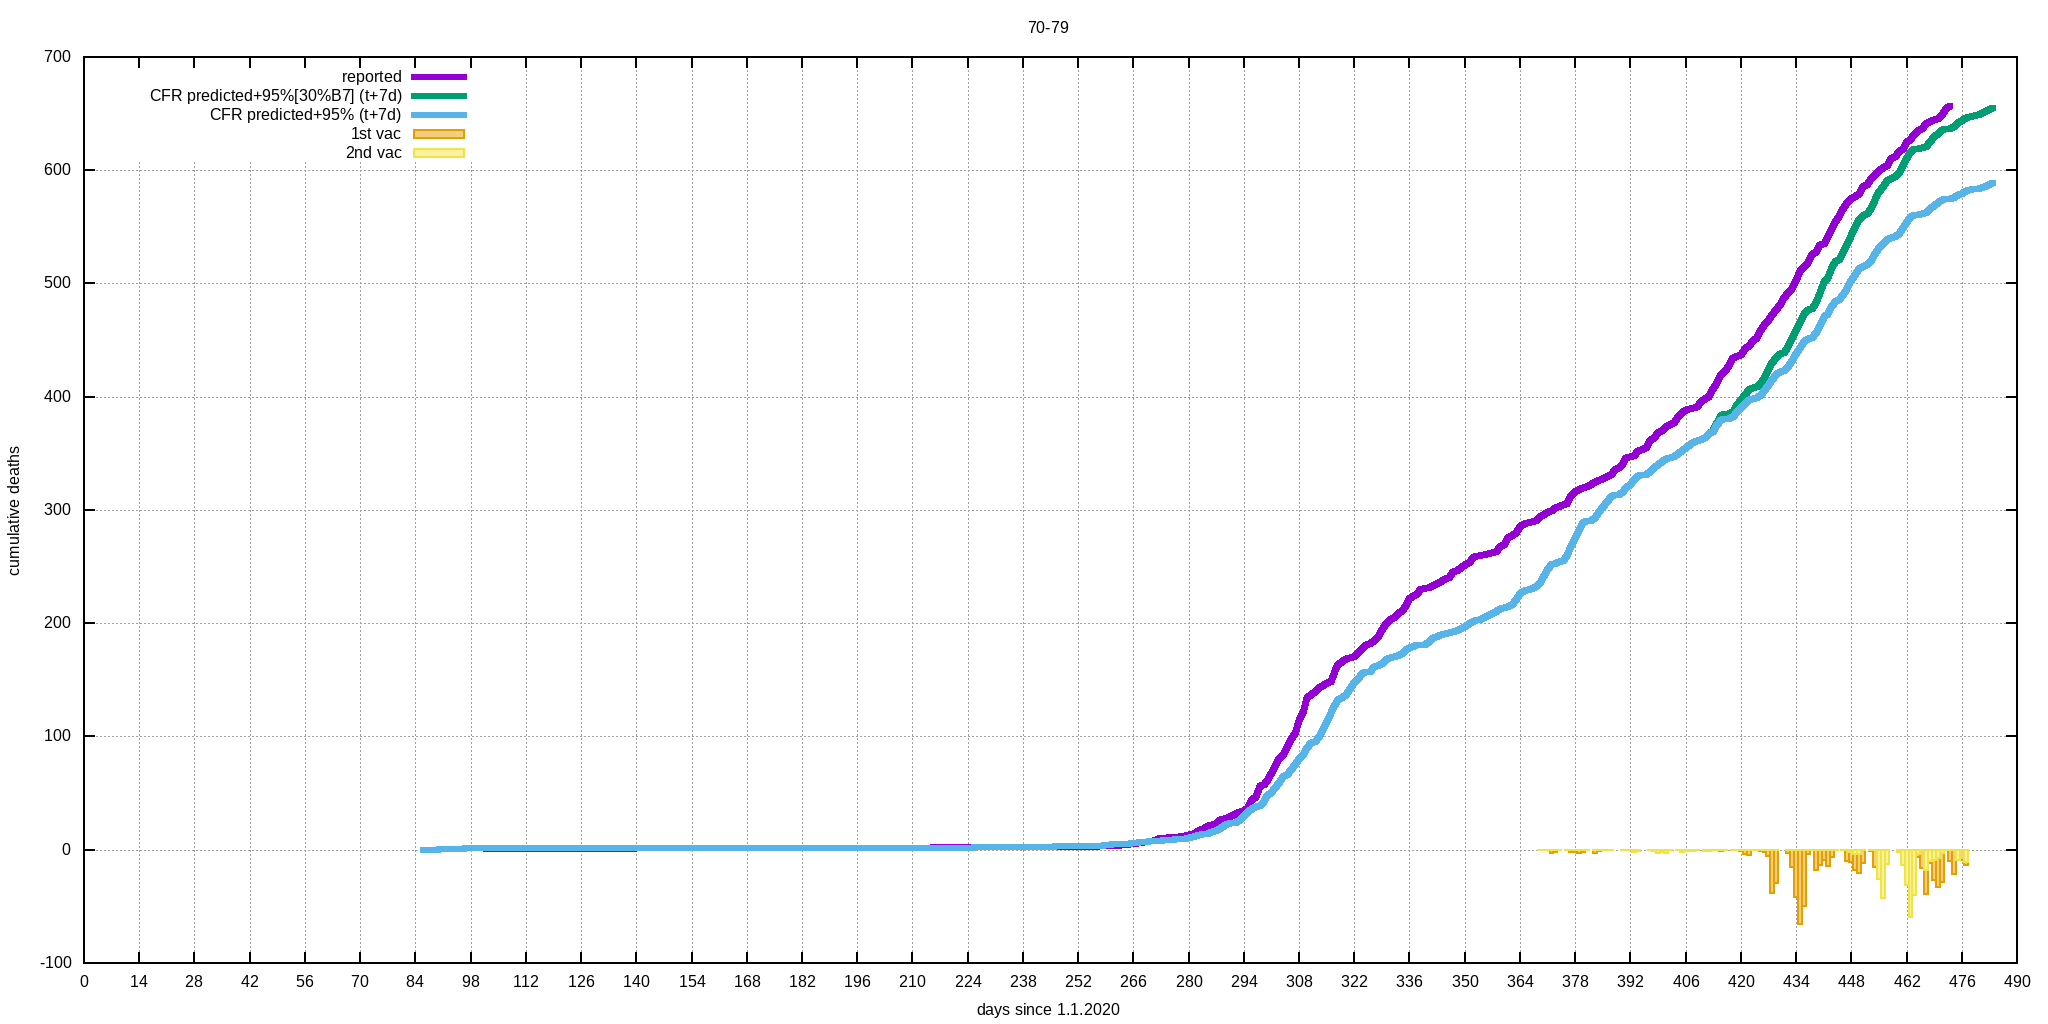 70-79
700
600
500
400
300
200
100
0
-100
cumulative deaths
reported
CFR predicted+95%[30%B7] (t+7d)
CFR predicted+95% (t+7d)
1st vac
2nd vac
0 14 28 42 56 70 84 98 112 126 140 154 168 182 196 210 224 238 252 266 280 294 308 322 336 350 364 378 392 406 420 434 448 462 476 490
days since 1.1.2020